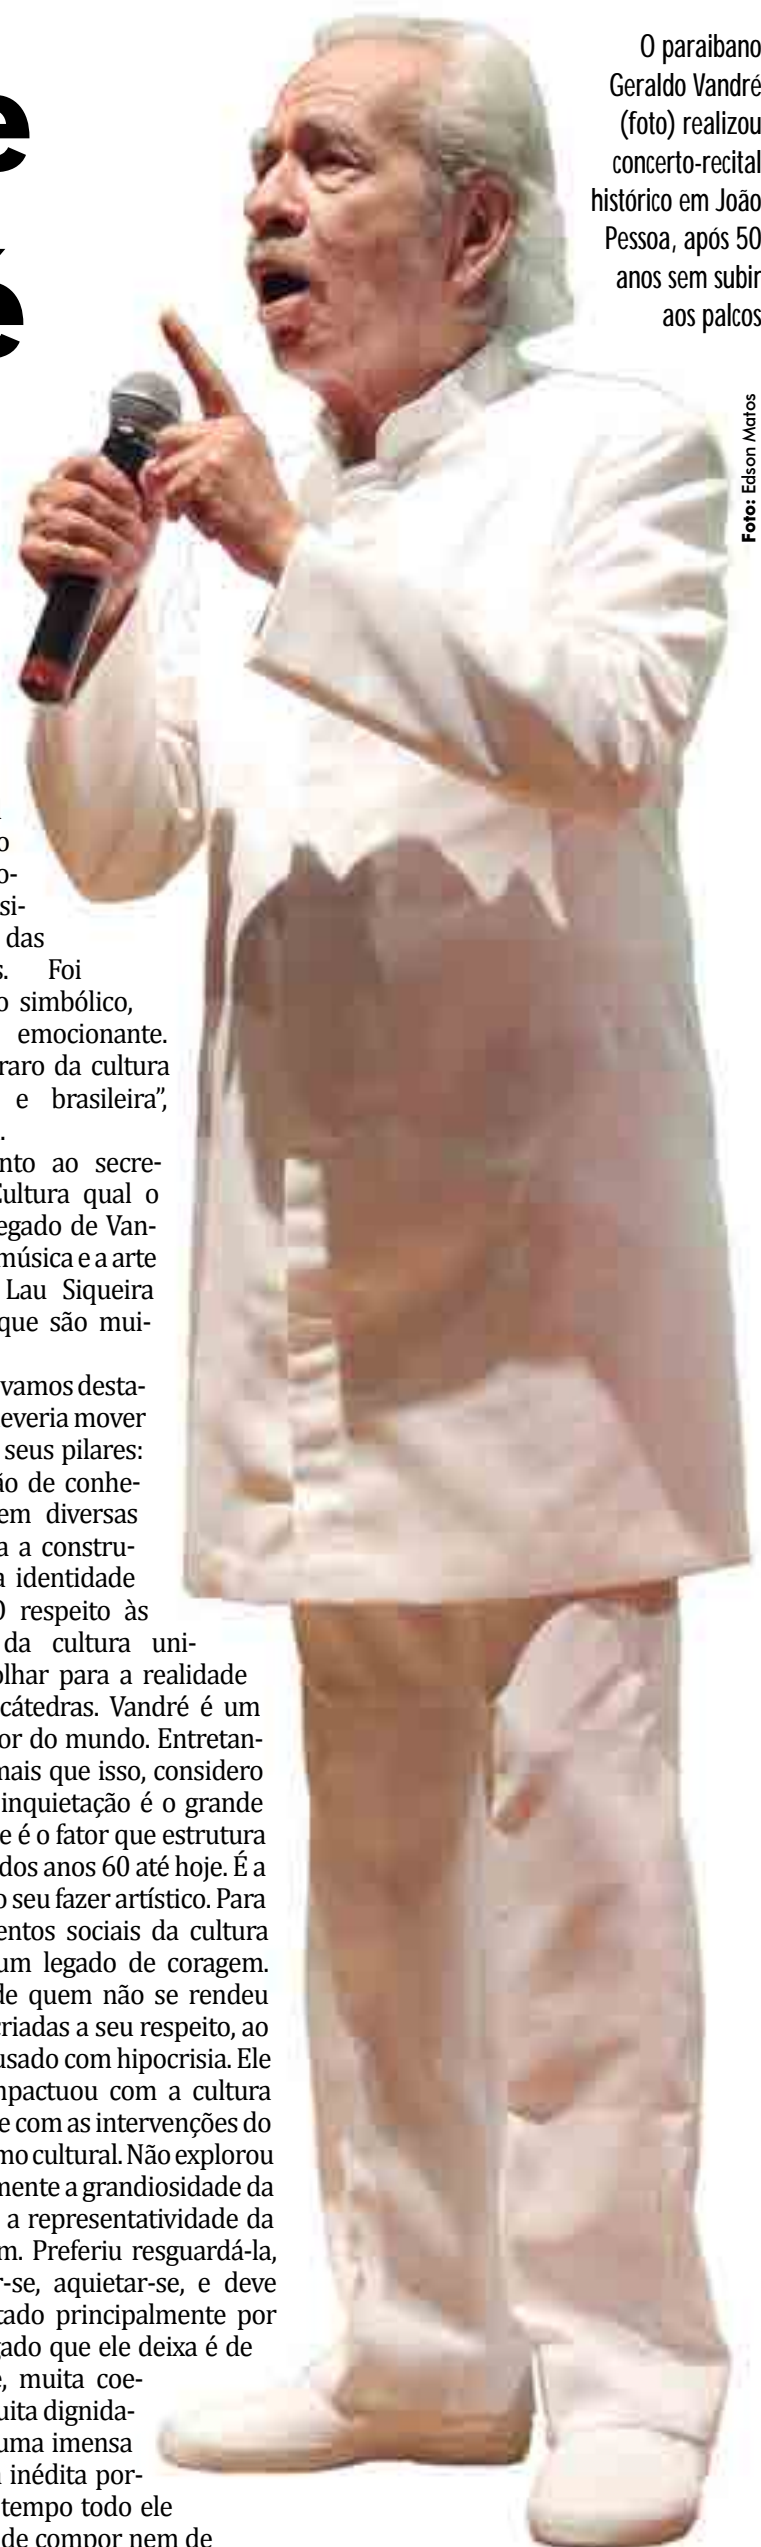 e
é
O paraibano
Geraldo Vandré
(foto) realizou
concerto-recital
histórico em João
Pessoa, após 50
anos sem subir
aos palcos
Foto: Edson Matos
o
o-
si-
das
s. Foi
o simbólico,
emocionante.
raro da cultura
e brasileira”,
.
nto ao secre-
Cultura qual o
egado de Van-
música e a arte
Lau Siqueira
que são mui-
vamos desta-
everia mover
seus pilares:
ão de conhe-
em diversas
a a constru-
a identidade
O respeito às
da cultura uni-
olhar para a realidade
cátedras. Vandré é um
or do mundo. Entretan-
mais que isso, considero
inquietação é o grande
e é o fator que estrutura
dos anos 60 até hoje. É a
o seu fazer artístico. Para
entos sociais da cultura
um legado de coragem.
de quem não se rendeu
criadas a seu respeito, ao
usado com hipocrisia. Ele
mpactuou com a cultura
e com as intervenções do
mo cultural. Não explorou
mente a grandiosidade da
a representatividade da
m. Preferiu resguardá-la,
r-se, aquietar-se, e deve
tado principalmente por
gado que ele deixa é de
e, muita coe-
uita dignida-
uma imensa
a inédita por-
tempo todo ele
de compor nem de